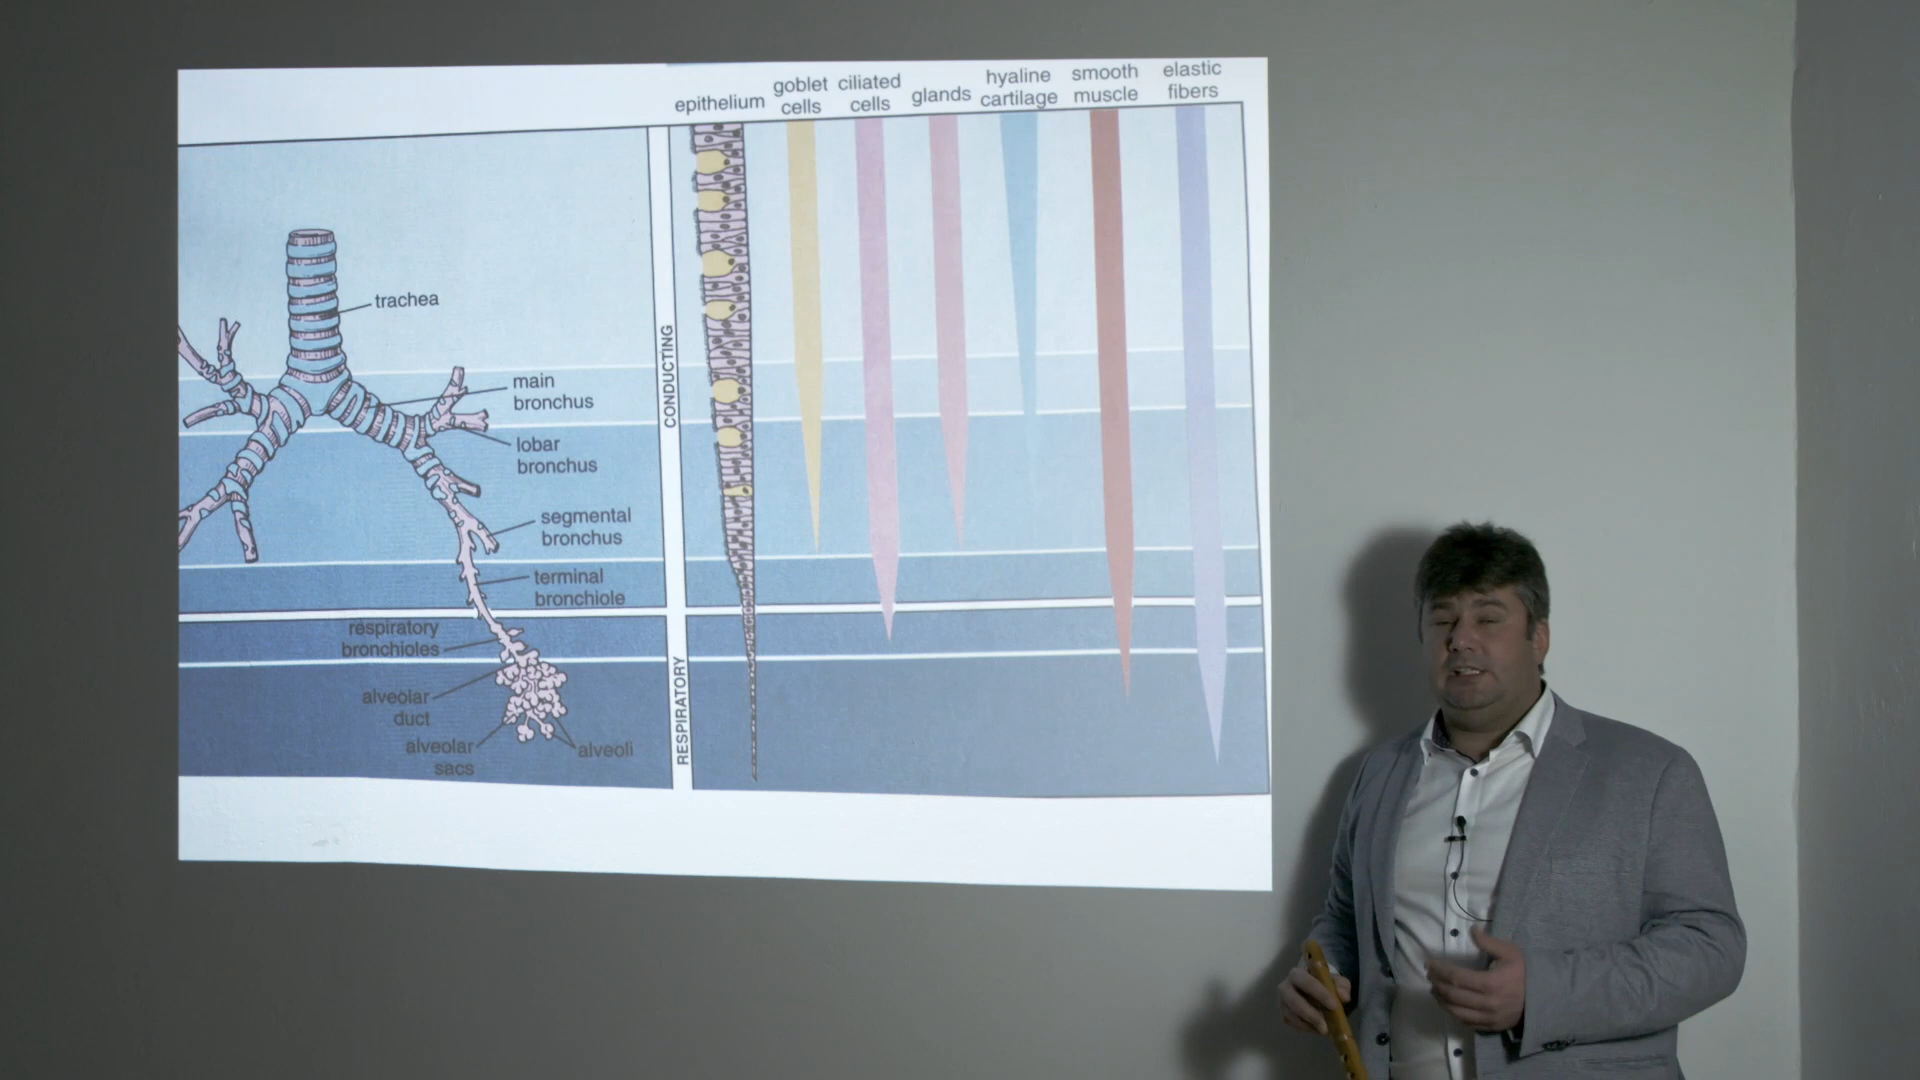 epithelium
goblet
cells
ciliated
cells
glands
hyaline
cartilage
smooth
muscle
elastic
fibers
trachea
main
bronchus
lobar
bronchus
segmental
bronchus
terminal
bronchiole
respiratory
bronchioles
alveolar
duct
alveolar
sacs
alveoli
CONDUCTING
RESPIRATORY